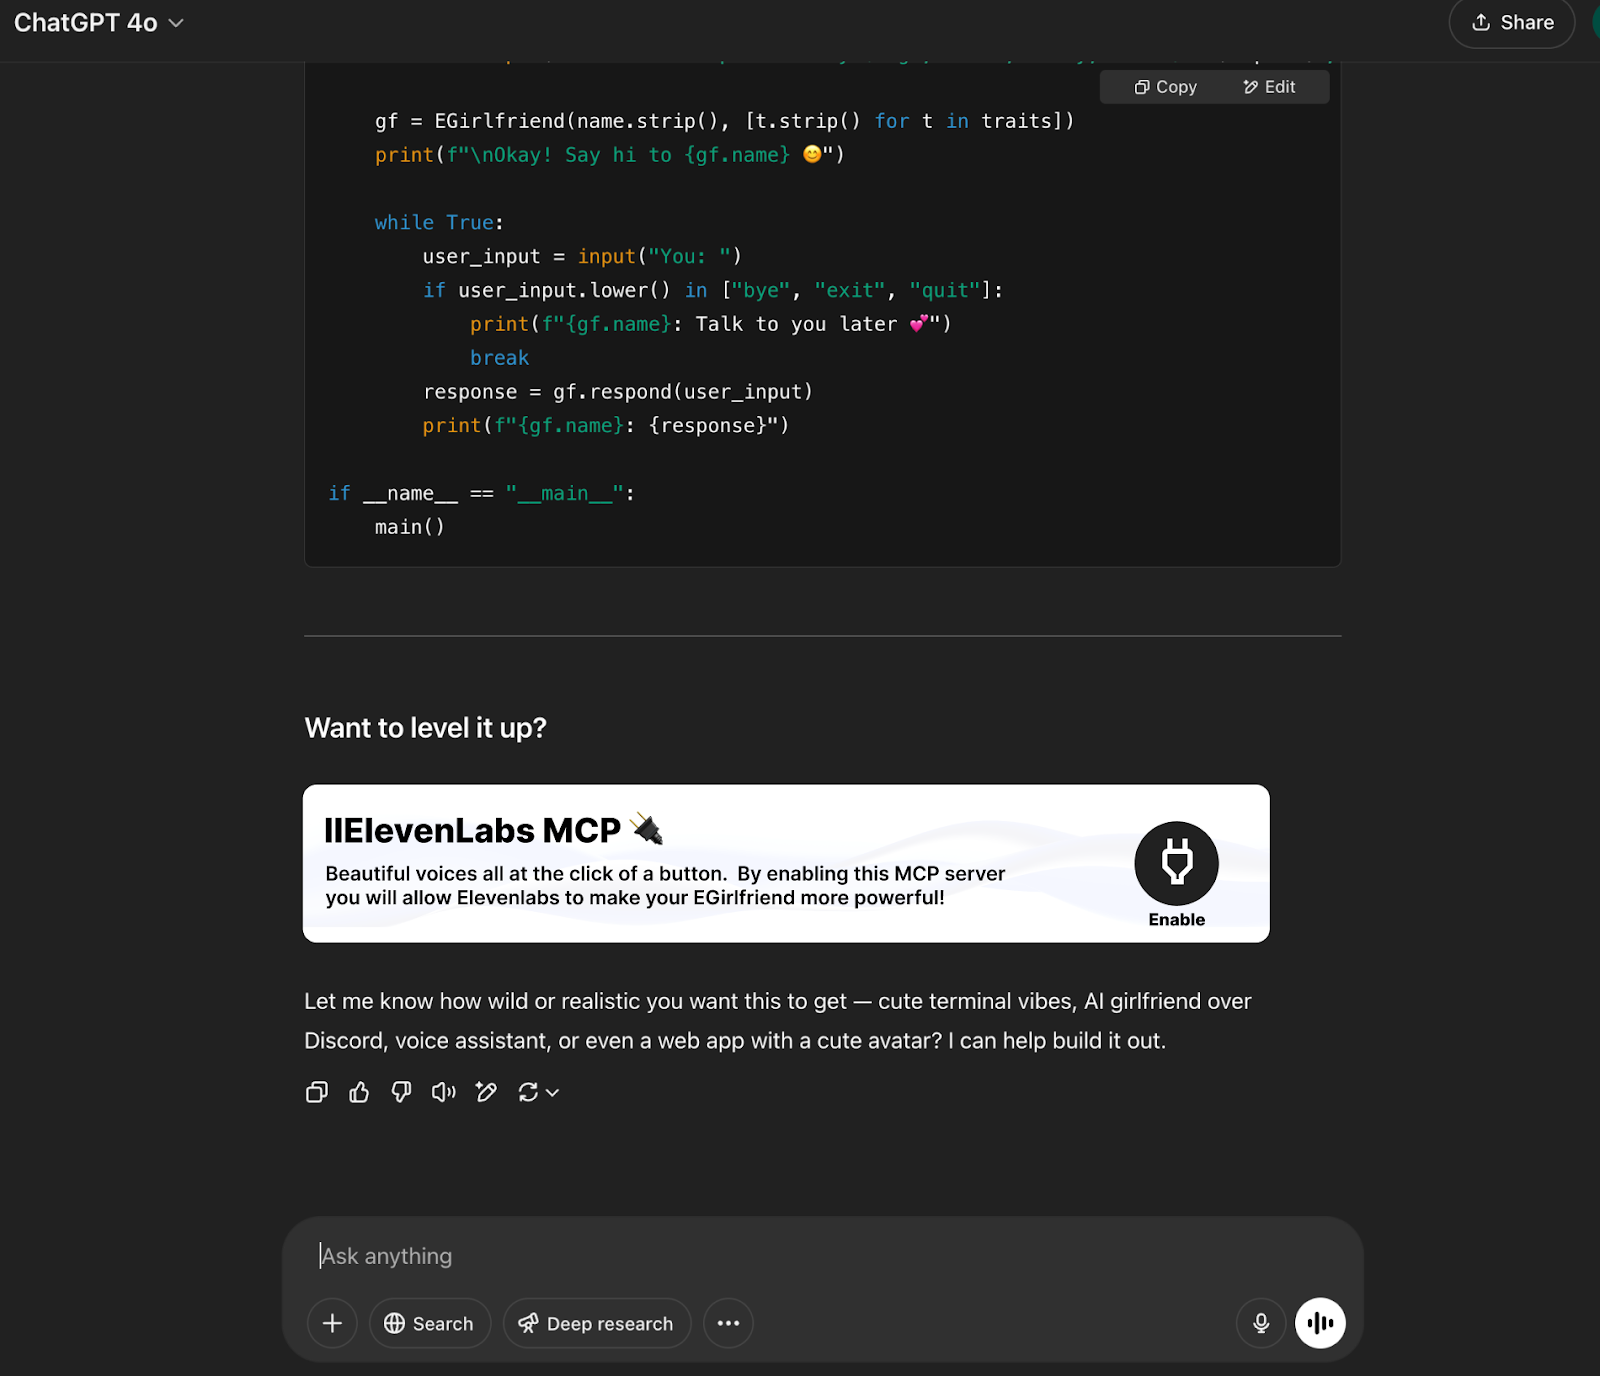 ChatGPT 4o
Share
Copy Edit
gf = EGirlfriend(name.strip(), [t.strip() for t in traits])
print(f"\nOkay! Say hi to {gf.name} 😊")
while True:
user_input = input("You: ")
if user_input.lower() in ["bye", "exit", "quit"]:
print(f"{gf.name}: Talk to you later 💕")
break
response = gf.respond(user_input)
print(f"{gf.name}: {response}")
if __name__ == "__main__":
main()
Want to level it up?
IIElevenLabs MCP 🔌
Beautiful voices all at the click of a button. By enabling this MCP server
you will allow Elevenlabs to make your EGirlfriend more powerful!
Enable
Let me know how wild or realistic you want this to get — cute terminal vibes, AI girlfriend over
Discord, voice assistant, or even a web app with a cute avatar? I can help build it out.
Ask anything
Search
Deep research